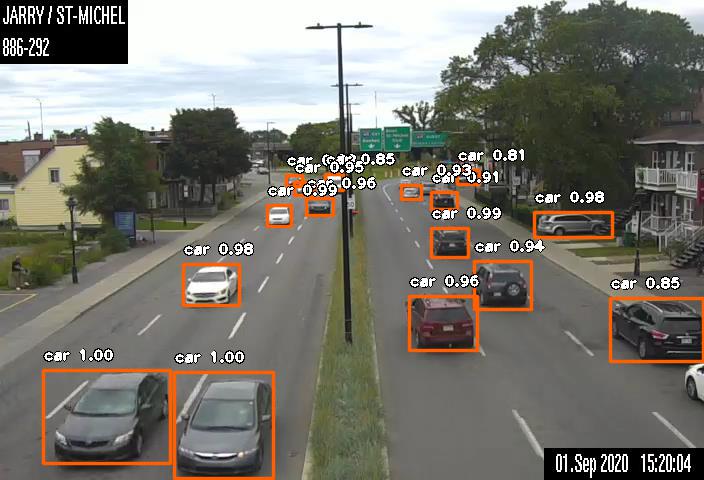 JARRY / ST-MICHEL
886-292
car 0.85
car 0.81
car 0.95
car 0.93
car 0.91
car 0.99
car 0.96
car 0.98
car 0.99
car 0.98
car 0.94
car 0.96
car 0.85
car 1.00
car 1.00
01.Sep 2020 15:20:04